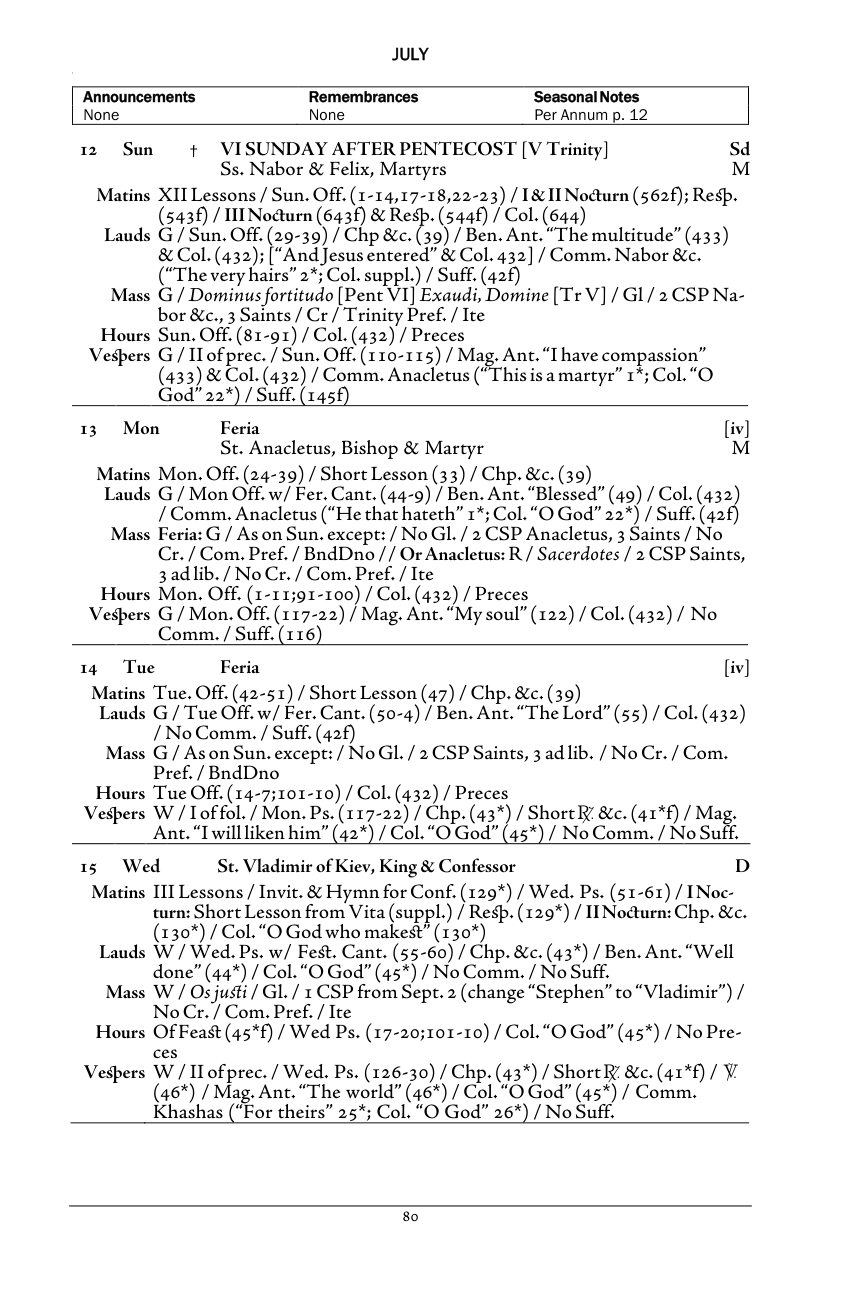 JULY
Announcements Remembrances Seasonal Notes
None None Per Annum p. 12
12 Sun † VI SUNDAY AFTER PENTECOST [V Trinity] Sd
Ss. Nabor & Felix, Martyrs M
Matins XII Lessons / Sun. Off. (1-14,17-18,22-23) / I & II Nocturn (562f); Resp.
(543f) / III Nocturn (643f) & Resp. (544f) / Col. (644)
Lauds G / Sun. Off. (29-39) / Chp &c. (39) / Ben. Ant. “The multitude” (433)
& Col. (432); [“And Jesus entered” & Col. 432] / Comm. Nabor &c.
(“The very hairs” 2*; Col. suppl.) / Suff. (42f)
Mass G / Dominus fortitudo [Pent VI] Exaudi, Domine [Tr V] / Gl / 2 CSP Na-
bor &c., 3 Saints / Cr / Trinity Pref. / Ite
Hours Sun. Off. (81-91) / Col. (432) / Preces
Vespers G / II of prec. / Sun. Off. (110-115) / Mag. Ant. “I have compassion”
(433) & Col. (432) / Comm. Anacletus (“This is a martyr” 1*; Col. “O
God” 22*) / Suff. (145f)
13 Mon Feria [iv]
St. Anacletus, Bishop & Martyr M
Matins Mon. Off. (24-39) / Short Lesson (33) / Chp. &c. (39)
Lauds G / Mon Off. w/ Fer. Cant. (44-9) / Ben. Ant. “Blessed” (49) / Col. (432)
/ Comm. Anacletus (“He that hateth” 1*; Col. “O God” 22*) / Suff. (42f)
Mass Feria: G / As on Sun. except: / No Gl. / 2 CSP Anacletus, 3 Saints / No
Cr. / Com. Pref. / BndDno // Or Anacletus: R / Sacerdotes / 2 CSP Saints,
3 ad lib. / No Cr. / Com. Pref. / Ite
Hours Mon. Off. (1-11;91-100) / Col. (432) / Preces
Vespers G / Mon. Off. (117-22) / Mag. Ant. “My soul” (122) / Col. (432) / No
Comm. / Suff. (116)
14 Tue Feria [iv]
Matins Tue. Off. (42-51) / Short Lesson (47) / Chp. &c. (39)
Lauds G / Tue Off. w/ Fer. Cant. (50-4) / Ben. Ant. “The Lord” (55) / Col. (432)
/ No Comm. / Suff. (42f)
Mass G / As on Sun. except: / No Gl. / 2 CSP Saints, 3 ad lib. / No Cr. / Com.
Pref. / BndDno
Hours Tue Off. (14-7;101-10) / Col. (432) / Preces
Vespers W / I of fol. / Mon. Ps. (117-22) / Chp. (43*) / Short ℟. &c. (41*f) / Mag.
Ant. “I will liken him” (42*) / Col. “O God” (45*) / No Comm. / No Suff.
15 Wed St. Vladimir of Kiev, King & Confessor D
Matins III Lessons / Invit. & Hymn for Conf. (129*) / Wed. Ps. (51-61) / I Noc-
turn: Short Lesson from Vita (suppl.) / Resp. (129*) / II Nocturn: Chp. &c.
(130*) / Col. “O God who makest” (130*)
Lauds W / Wed. Ps. w/ Fest. Cant. (55-60) / Chp. &c. (43*) / Ben. Ant. “Well
done” (44*) / Col. “O God” (45*) / No Comm. / No Suff.
Mass W / Os justi / Gl. / 1 CSP from Sept. 2 (change “Stephen” to “Vladimir”) /
No Cr. / Com. Pref. / Ite
Hours Of Feast (45*f) / Wed Ps. (17-20;101-10) / Col. “O God” (45*) / No Pre-
ces
Vespers W / II of prec. / Wed. Ps. (126-30) / Chp. (43*) / Short ℟. &c. (41*f) / ℣.
(46*) / Mag. Ant. “The world” (46*) / Col. “O God” (45*) / Comm.
Khashas (“For theirs” 25*; Col. “O God” 26*) / No Suff.
80